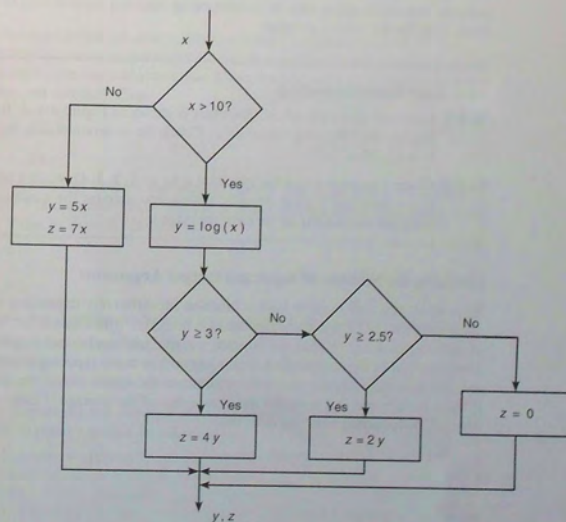 x
No
x > 10?
Yes
y = 5x
z = 7x
y = log(x)
No
No
y ≥ 3?
y ≥ 2.5?
Yes
Yes
z = 4y
z = 2y
z = 0
y, z